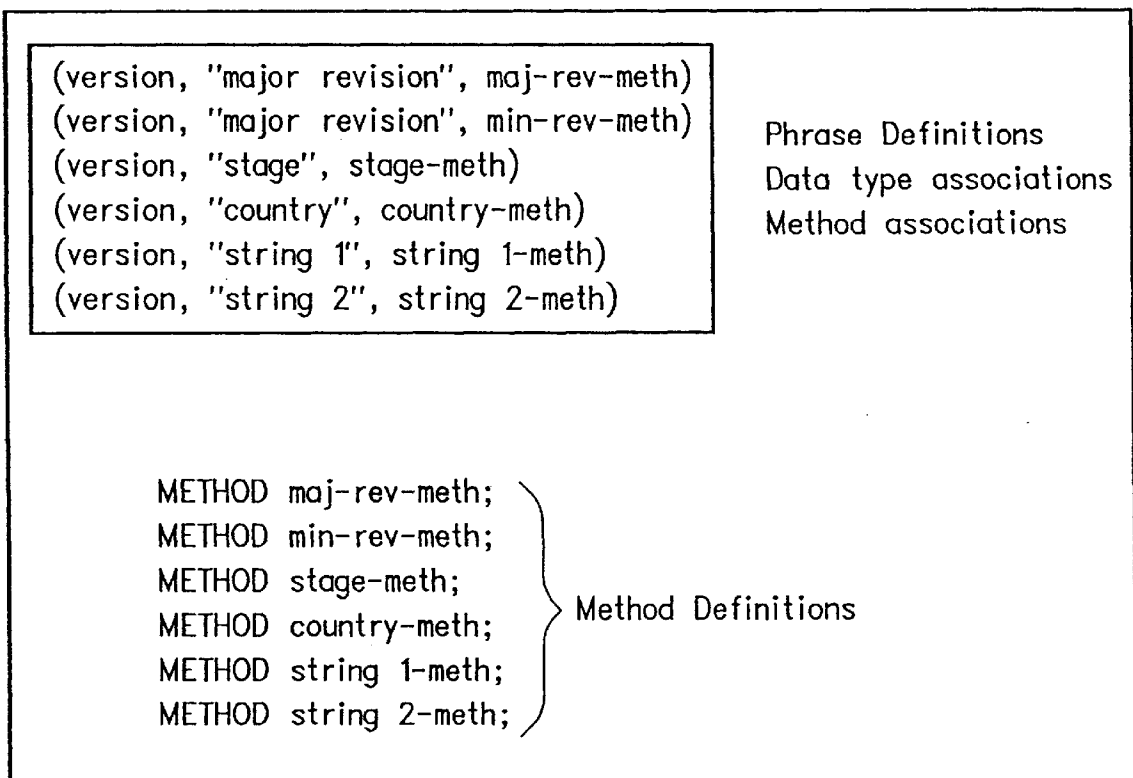 (version, "major revision", maj-rev-meth)
(version, "major revision", min-rev-meth)
(version, "stage", stage-meth)
(version, "country", country-meth)
(version, "string 1", string 1-meth)
(version, "string 2", string 2-meth)
Phrase Definitions
Data type associations
Method associations
METHOD maj-rev-meth;
METHOD min-rev-meth;
METHOD stage-meth;
METHOD country-meth;
METHOD string 1-meth;
METHOD string 2-meth;
Method Definitions